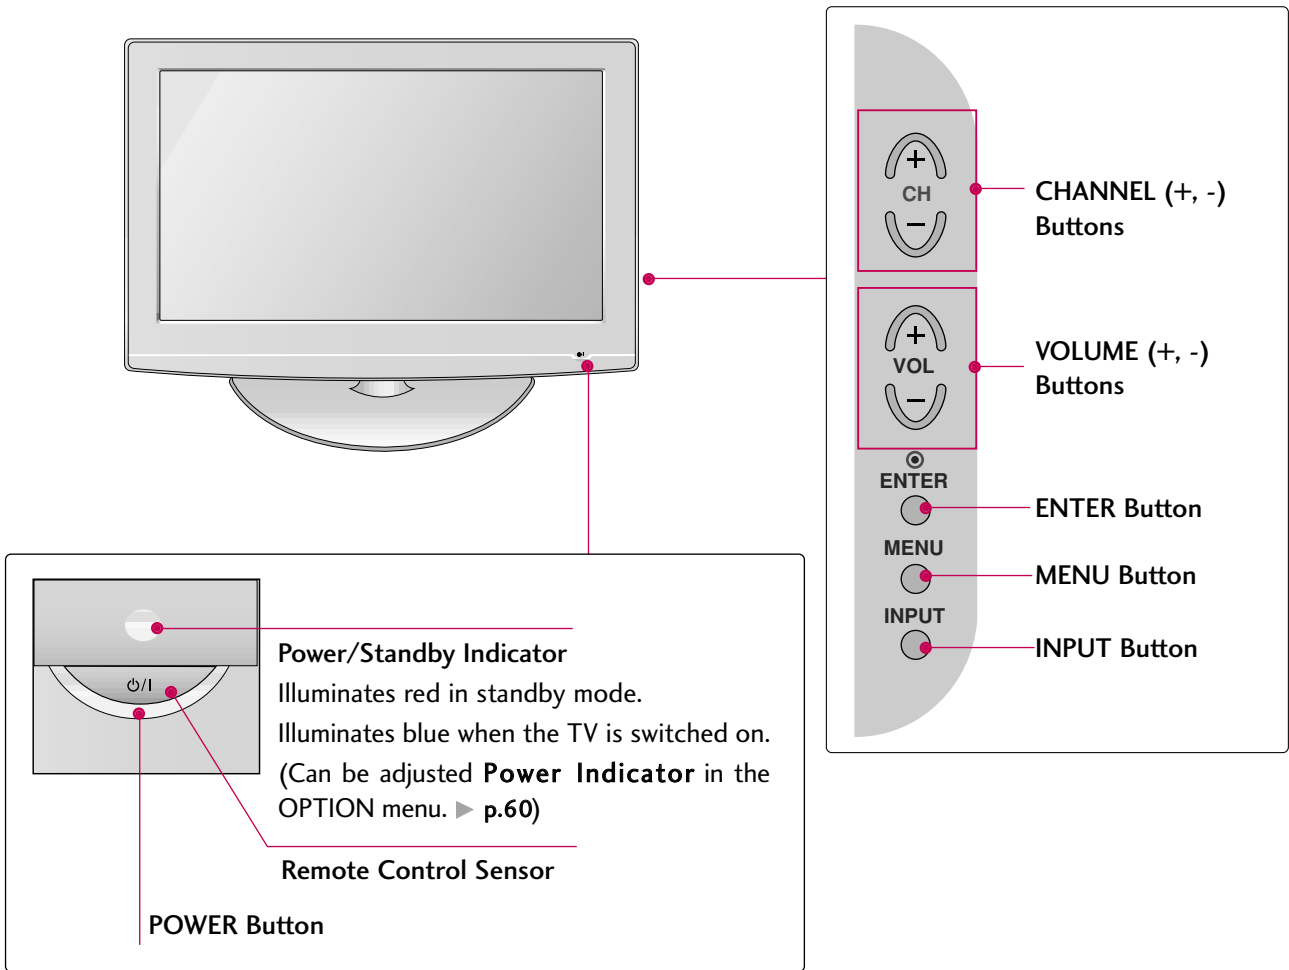 +
CH
−
CHANNEL (+, -)
Buttons
+
VOL
−
VOLUME (+, -)
Buttons
ENTER
ENTER Button
MENU
MENU Button
INPUT
INPUT Button
⏻/I
Power/Standby Indicator
Illuminates red in standby mode.
Illuminates blue when the TV is switched on.
(Can be adjusted Power Indicator in the
OPTION menu. ▶ p.60)
Remote Control Sensor
POWER Button